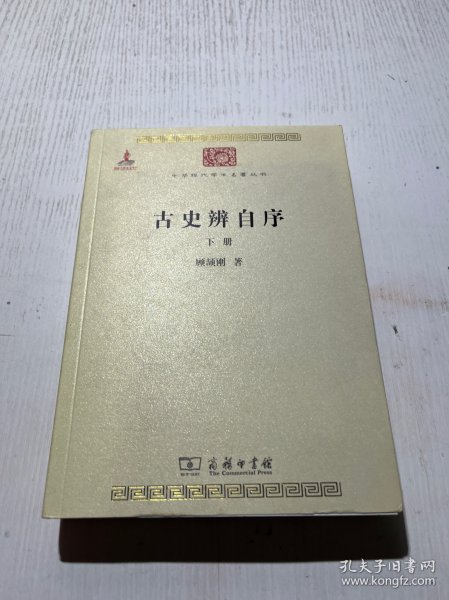 中华现代学术名著丛书
古史辨自序
下册
顾颉刚 著
商务印书馆
The Commercial Press
孔夫子旧书网
www.kongfz.com